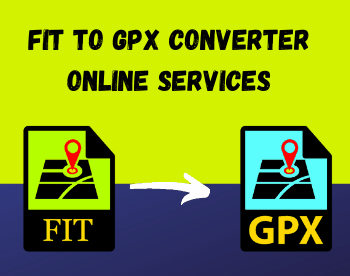 FIT TO GPX CONVERTER
ONLINE SERVICES
FIT
GPX